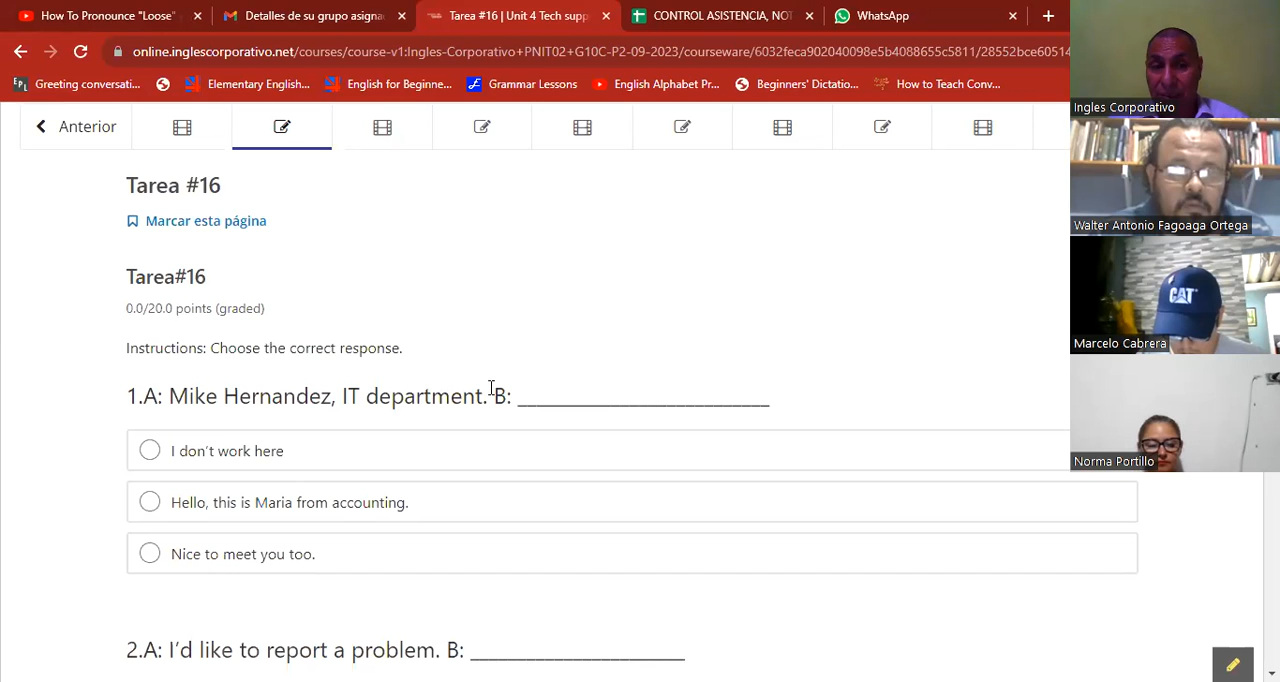 How To Pronounce "Loose"
Detalles de su grupo asigna
Tarea #16 | Unit 4 Tech supp
CONTROL ASISTENCIA, NOT
WhatsApp
online.inglescorporativo.net/courses/course-v1:Ingles-Corporativo+PNIT02+G10C-P2-09-2023/courseware/6032feca902040098e5b4088655c5811/28552bce60514
Greeting conversati...
Elementary English...
English for Beginne...
Grammar Lessons
English Alphabet Pr...
Beginners' Dictatio...
How to Teach Conv...
Ingles Corporativo
Anterior
Tarea #16
Marcar esta página
Walter Antonio Fagoaga Ortega
Tarea#16
0.0/20.0 points (graded)
CAT
Marcelo Cabrera
Instructions: Choose the correct response.
1.A: Mike Hernandez, IT department. B: __________________________
I don't work here
Norma Portillo
Hello, this is Maria from accounting.
Nice to meet you too.
2.A: I'd like to report a problem. B: ______________________